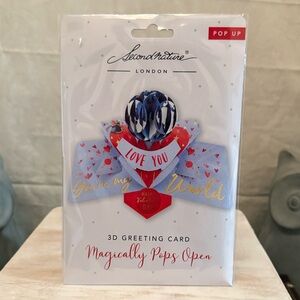 POP UP
Second Nature®
LONDON
LOVE YOU
You're my World
3D GREETING CARD
Magically Pops Open